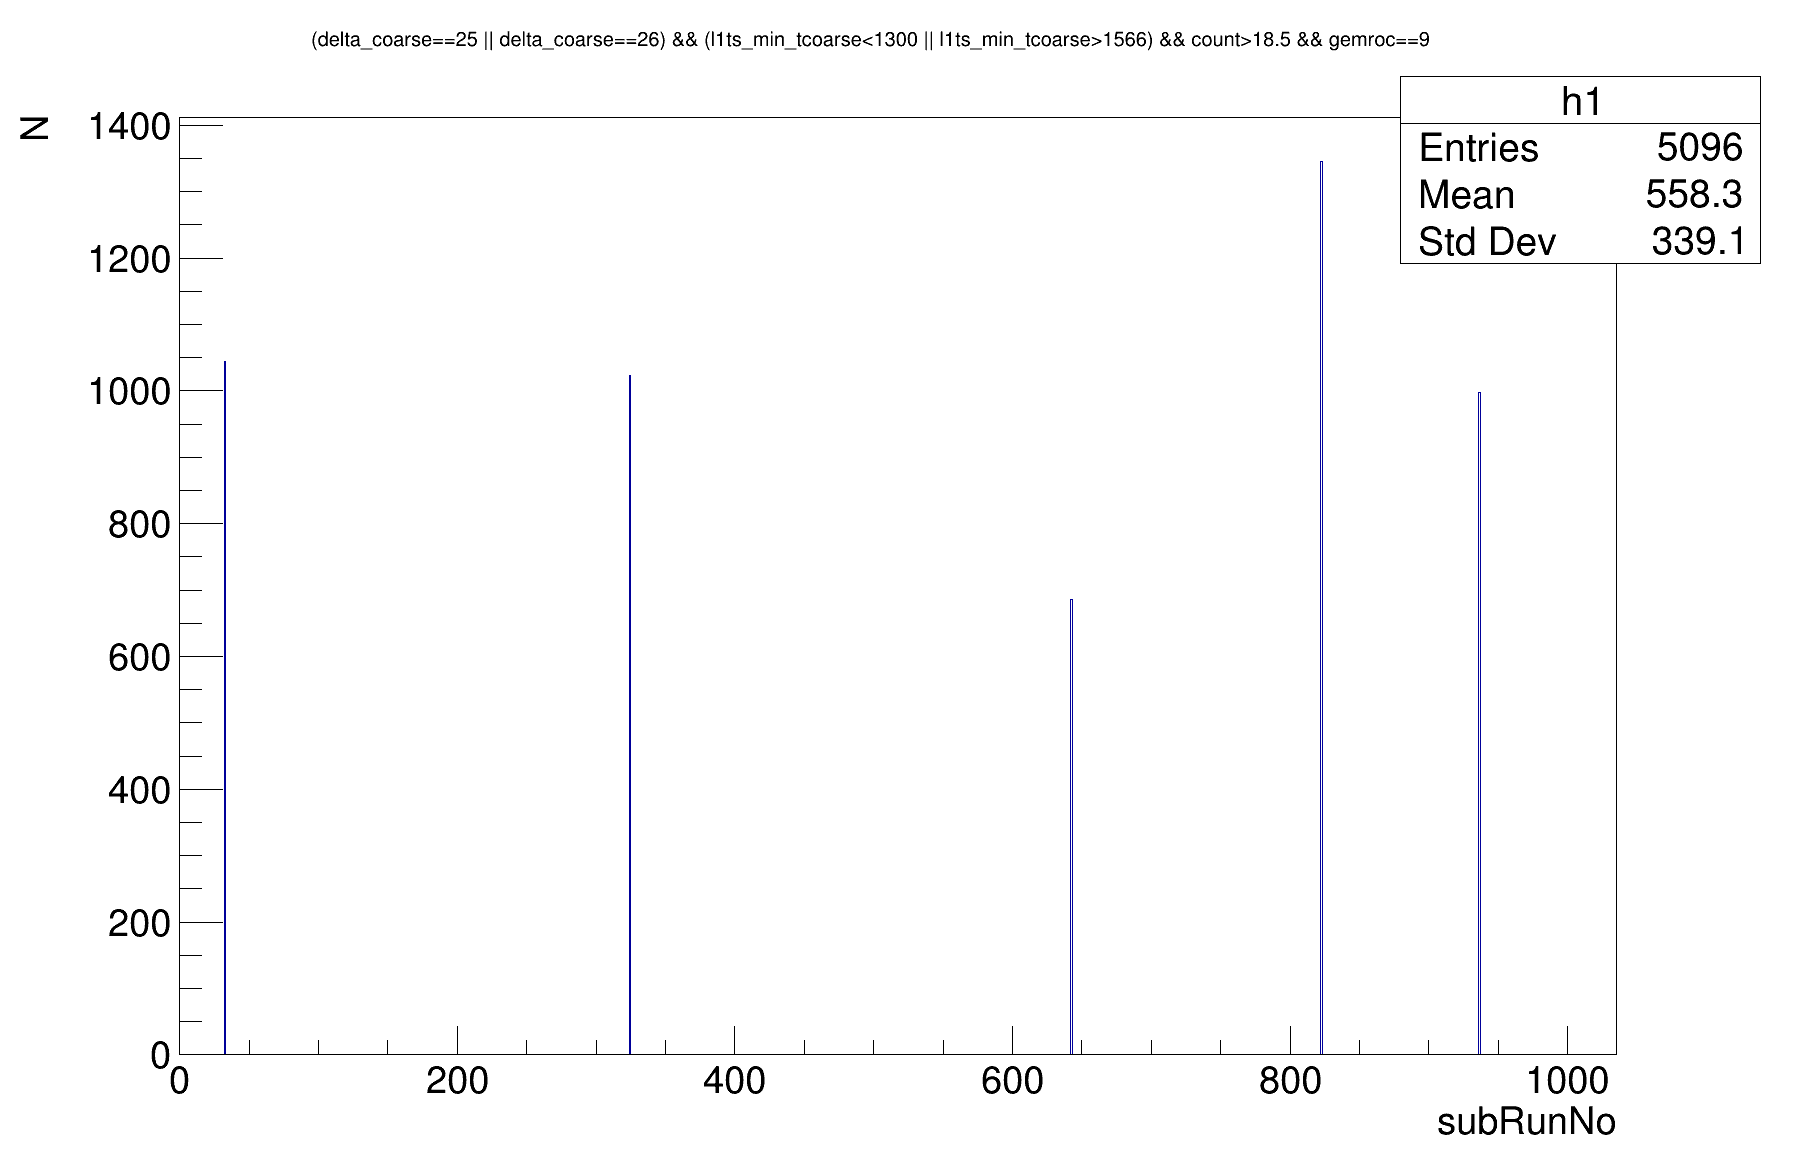 (delta_coarse==25 || delta_coarse==26) && (l1ts_min_tcoarse<1300 || l1ts_min_tcoarse>1566) && count>18.5 && gemroc==9
h1
Entries 5096
Mean 558.3
Std Dev 339.1
N
1400
1200
1000
800
600
400
200
0
0 200 400 600 800 1000
subRunNo